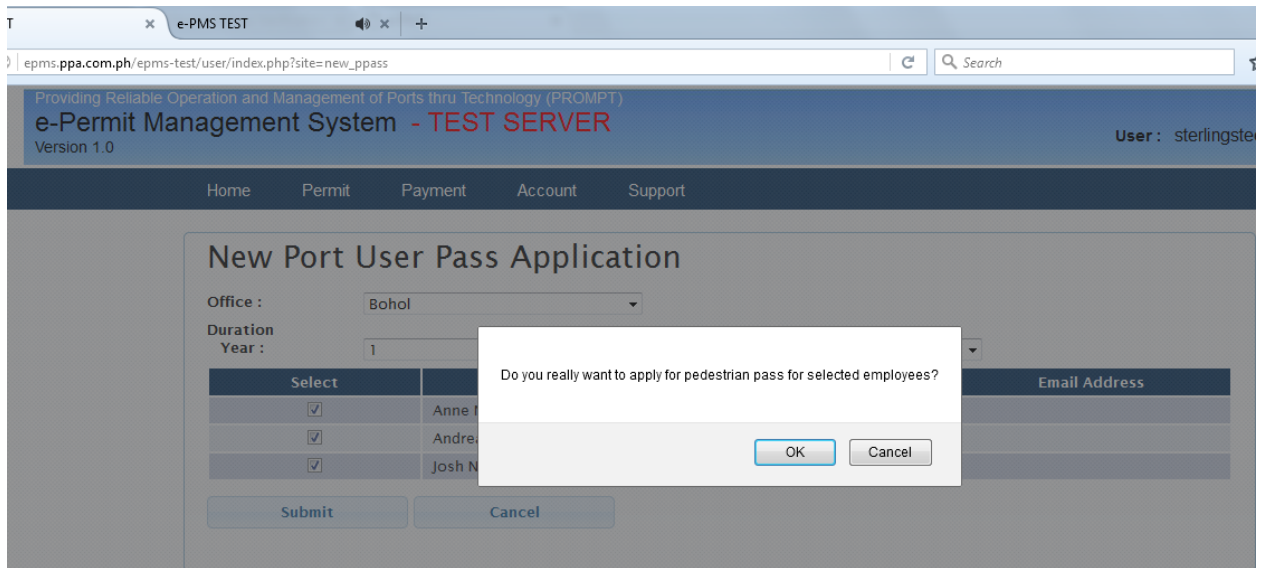 T
e-PMS TEST
epms.ppa.com.ph/epms-test/user/index.php?site=new_ppass
Search
Providing Reliable Operation and Management of Ports thru Technology (PROMPT)
e-Permit Management System - TEST SERVER
Version 1.0
User : sterlingste
Home Permit Payment Account Support
New Port User Pass Application
Office : Bohol
Duration
Year : 1
Do you really want to apply for pedestrian pass for selected employees?
OK Cancel
Select Email Address
Anne
Andrea
Josh N
Submit Cancel